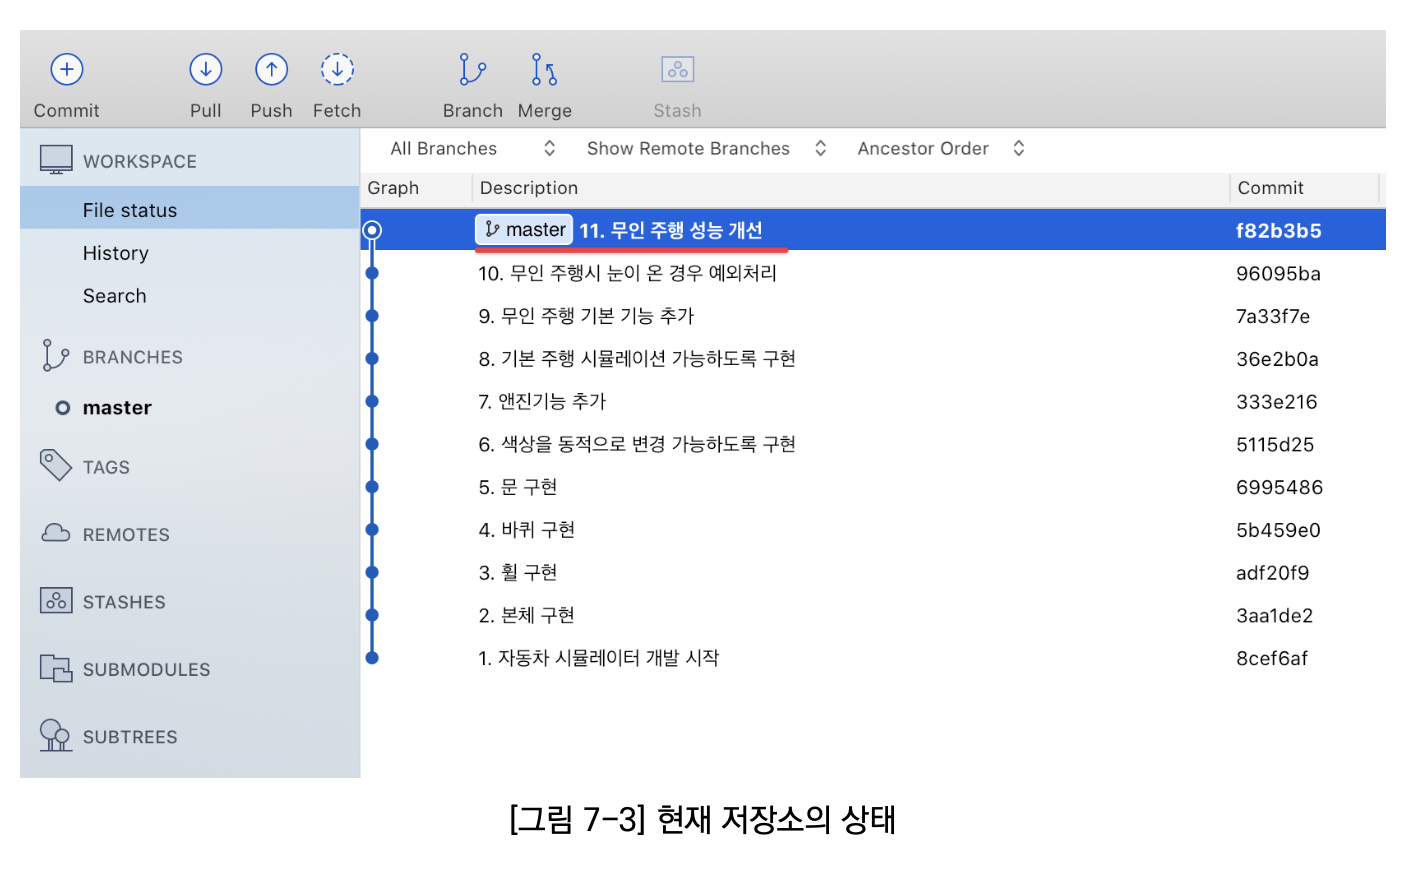 Commit Pull Push Fetch Branch Merge Stash
WORKSPACE
File status
History
Search
BRANCHES
master
TAGS
REMOTES
STASHES
SUBMODULES
SUBTREES
All Branches Show Remote Branches Ancestor Order
Graph Description Commit
master 11. 무인 주행 성능 개선 f82b3b5
10. 무인 주행시 눈이 온 경우 예외처리 96095ba
9. 무인 주행 기본 기능 추가 7a33f7e
8. 기본 주행 시뮬레이션 가능하도록 구현 36e2b0a
7. 앤진기능 추가 333e216
6. 색상을 동적으로 변경 가능하도록 구현 5115d25
5. 문 구현 6995486
4. 바퀴 구현 5b459e0
3. 휠 구현 adf20f9
2. 본체 구현 3aa1de2
1. 자동차 시뮬레이터 개발 시작 8cef6af
[그림 7-3] 현재 저장소의 상태